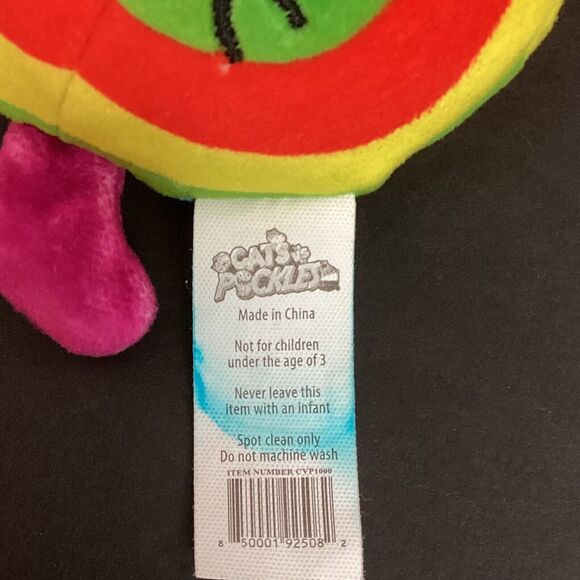 CATS
VS
PICKLES
Made in China
Not for children
under the age of 3
Never leave this
item with an infant
Spot clean only
Do not machine wash
ITEM NUMBER CVP1000
8 50001 92508 2